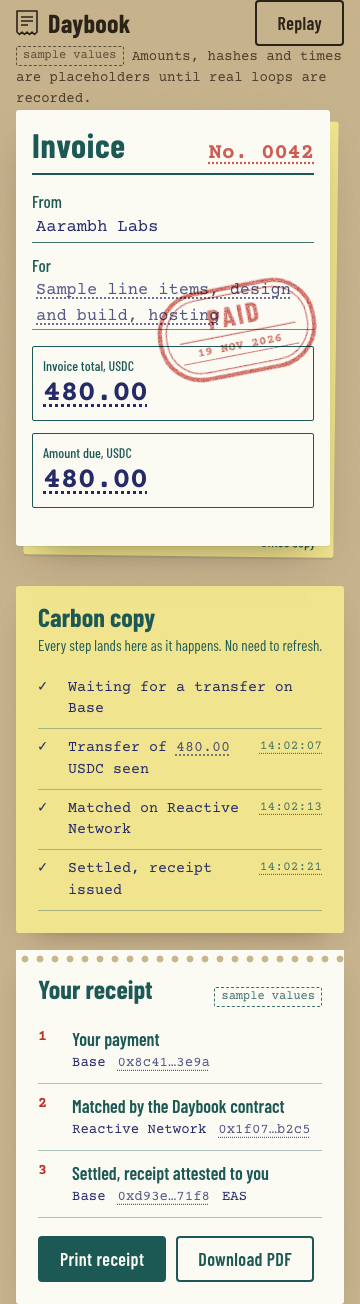 Daybook
Replay
sample values Amounts, hashes and times
are placeholders until real loops are
recorded.
Invoice
No. 0042
From
Aarambh Labs
For
Sample line items, design
and build, hosting
PAID
19 NOV 2026
Invoice total, USDC
480.00
Amount due, USDC
480.00
Carbon copy
Every step lands here as it happens. No need to refresh.
✓ Waiting for a transfer on
Base
✓ Transfer of 480.00 14:02:07
USDC seen
✓ Matched on Reactive 14:02:13
Network
✓ Settled, receipt 14:02:21
issued
Your receipt
sample values
1 Your payment
Base 0x8c41…3e9a
2 Matched by the Daybook contract
Reactive Network 0x1f07…b2c5
3 Settled, receipt attested to you
Base 0xd93e…71f8 EAS
Print receipt
Download PDF